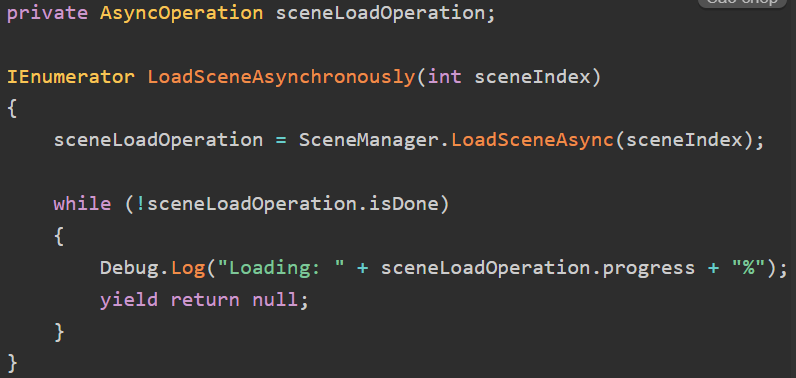 private AsyncOperation sceneLoadOperation;
IEnumerator LoadSceneAsynchronously(int sceneIndex)
{
sceneLoadOperation = SceneManager.LoadSceneAsync(sceneIndex);
while (!sceneLoadOperation.isDone)
{
Debug.Log("Loading: " + sceneLoadOperation.progress + "%");
yield return null;
}
}